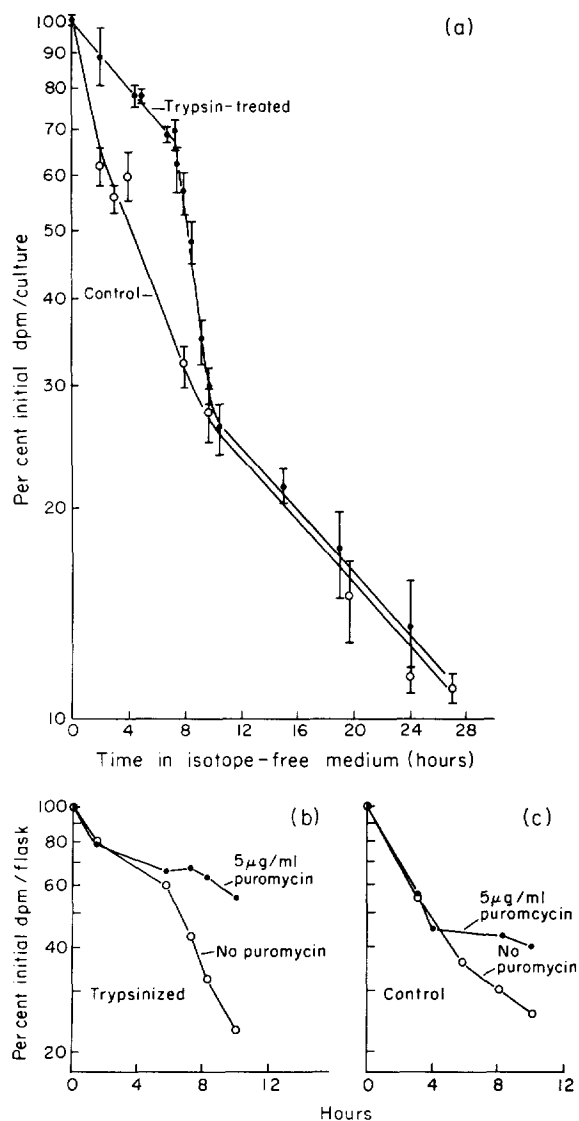 (a)
100
90
80
70
60
50
40
30
20
10
Per cent initial dpm/culture
Trypsin-treated
Control
0 4 8 12 16 20 24 28
Time in isotope-free medium (hours)
(b)
100
80
60
40
20
Per cent initial dpm/flask
5μg/ml
puromycin
No puromycin
Trypsinized
0 4 8 12
(c)
5μg/ml
puromcycin
No
puromycin
Control
0 4 8 12
Hours